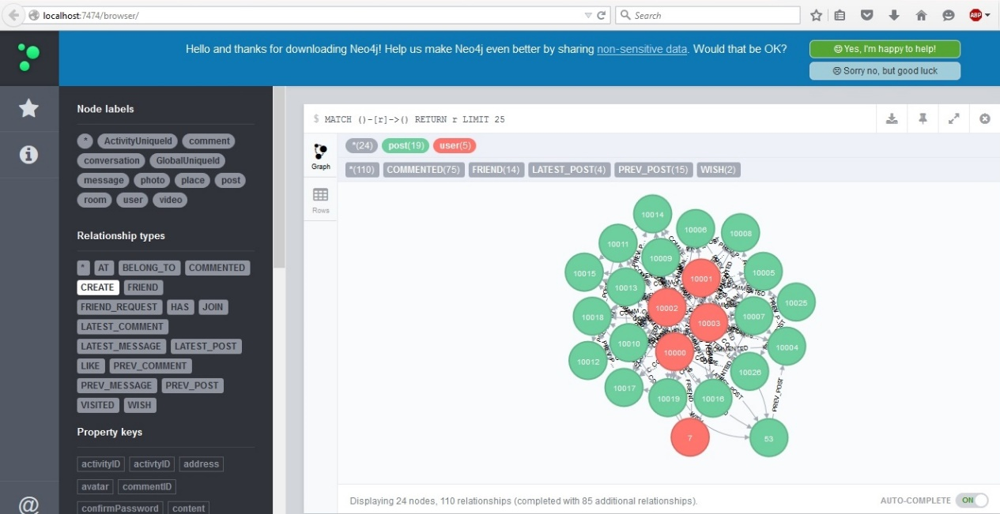 localhost:7474/browser/
Search
ABP
Hello and thanks for downloading Neo4j! Help us make Neo4j even better by sharing non-sensitive data. Would that be OK?
Yes, I'm happy to help!
Sorry no, but good luck
Node labels
* ActivityUniqueId comment
conversation GlobalUniqueId
message photo place post
room user video
Relationship types
* AT BELONG_TO COMMENTED
CREATE FRIEND
FRIEND_REQUEST HAS JOIN
LATEST_COMMENT
LATEST_MESSAGE LATEST_POST
LIKE PREV_COMMENT
PREV_MESSAGE PREV_POST
VISITED WISH
Property keys
activityID activtyID address
avatar commentID
confirmPassword content
@
$ MATCH ()-[r]->() RETURN r LIMIT 25
Graph
Rows
*(24) post(19) user(5)
*(110) COMMENTED(75) FRIEND(14) LATEST_POST(4) PREV_POST(15) WISH(2)
10014
10006
10008
10011
10009
10015
10001
10005
10013
10025
10002
10018
10007
10003
10010
10004
10000
COMMENTED
10012
10026
10017
10019
10016
FRIEND
PREV_POST
7
53
Displaying 24 nodes, 110 relationships (completed with 85 additional relationships).
AUTO-COMPLETE ON